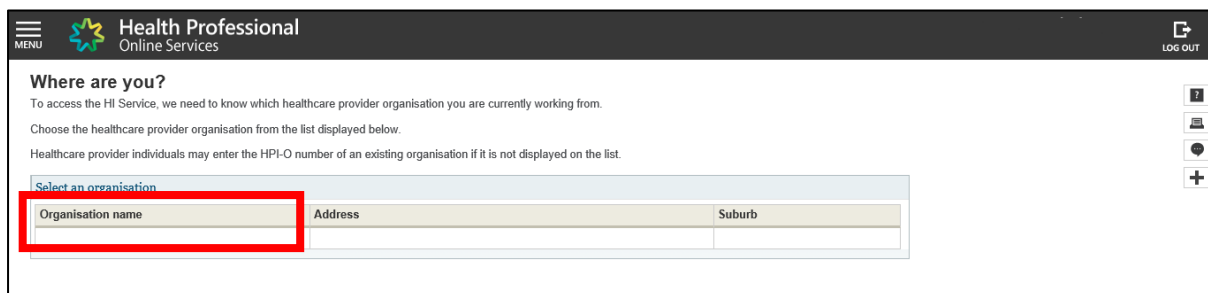 MENU
Health Professional
Online Services
LOG OUT
Where are you?
To access the HI Service, we need to know which healthcare provider organisation you are currently working from.
Choose the healthcare provider organisation from the list displayed below.
Healthcare provider individuals may enter the HPI-O number of an existing organisation if it is not displayed on the list.
Select an organisation
Organisation name Address Suburb
?